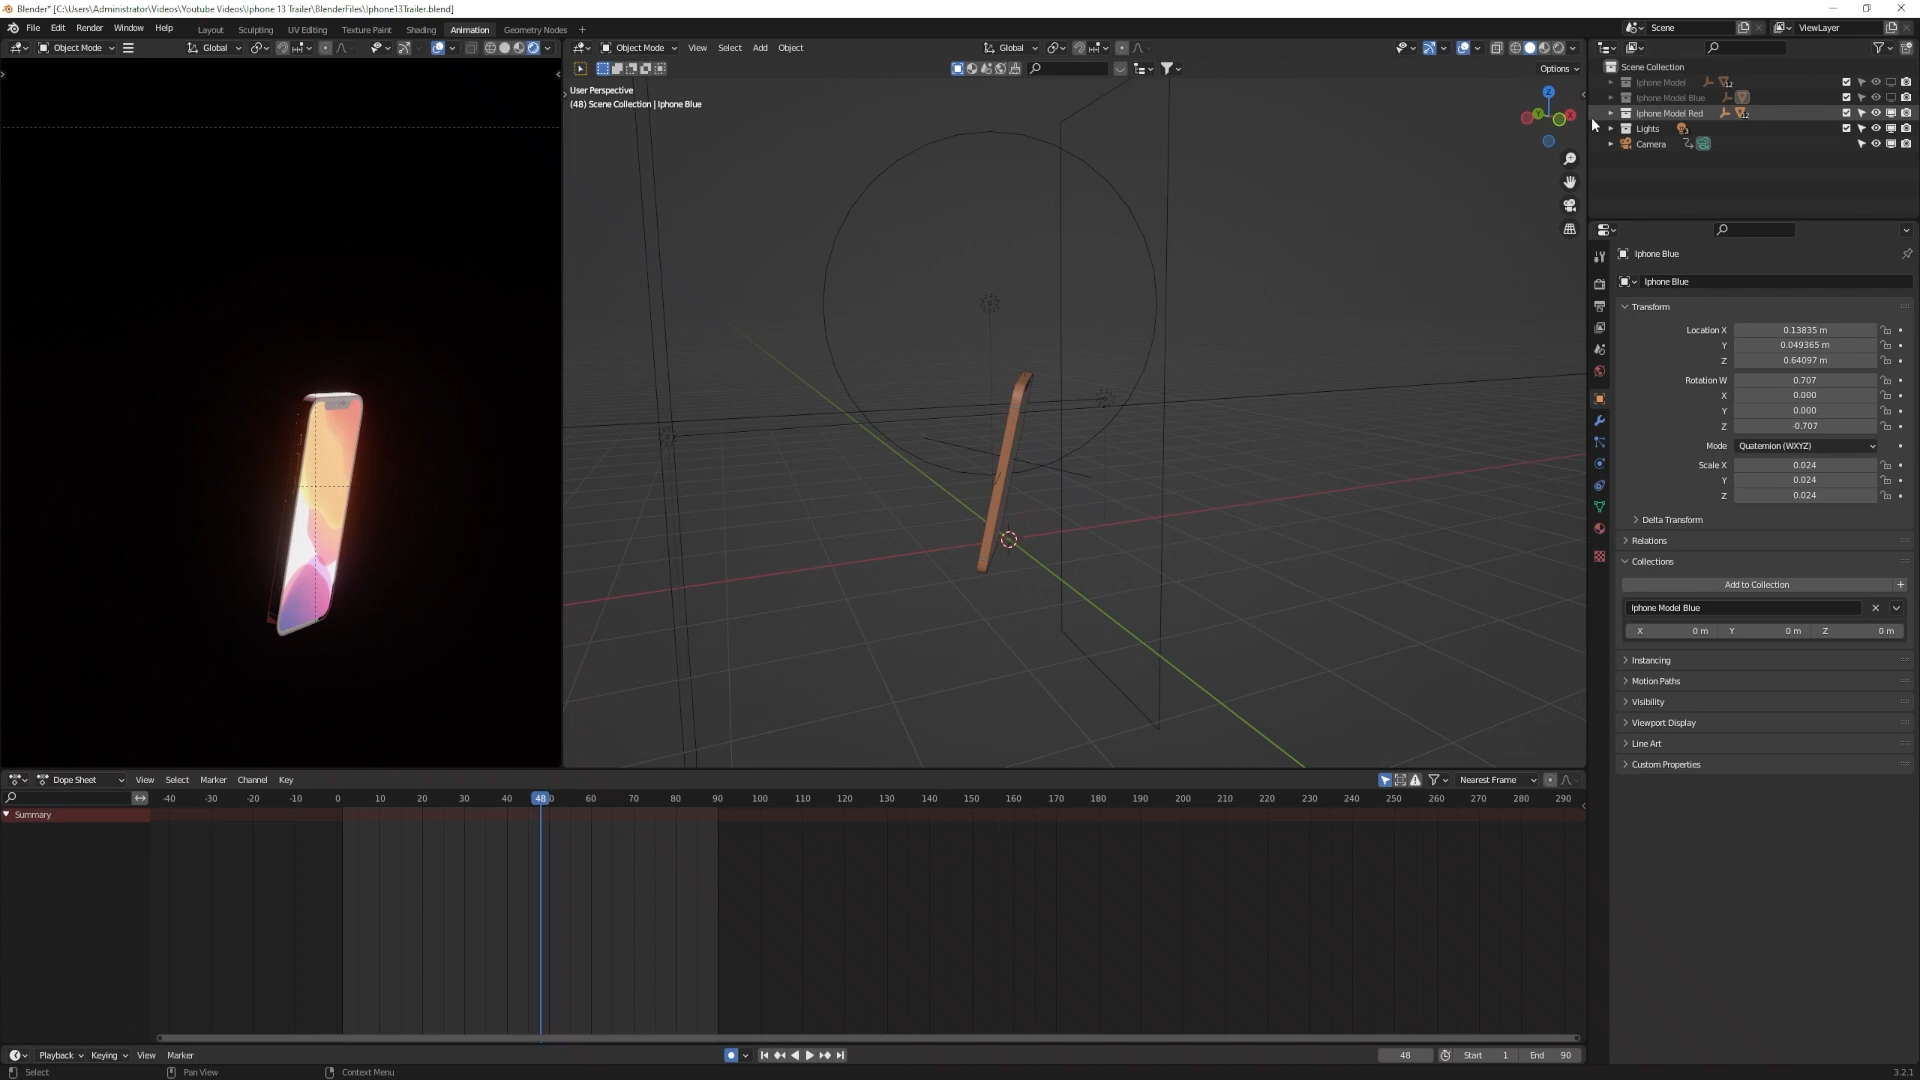 Blender* [C:\Users\Administrator\Videos\Youtube Videos\Iphone 13 Trailer\BlenderFiles\Iphone13Trailer.blend]
File Edit Render Window Help Layout Sculpting UV Editing Texture Paint Shading Animation Geometry Nodes + Scene ViewLayer
Object Mode Global Object Mode View Select Add Object Global
Options
User Perspective
(48) Scene Collection | Iphone Blue
Z
Y
X
Scene Collection
Iphone Model 12
Iphone Model Blue
Iphone Model Red 12
Lights 3
Camera
Iphone Blue
Iphone Blue
Transform
Location X 0.13835 m
Y 0.049365 m
Z 0.64097 m
Rotation W 0.707
X 0.000
Y 0.000
Z -0.707
Mode Quaternion (WXYZ)
Scale X 0.024
Y 0.024
Z 0.024
Delta Transform
Relations
Collections
Add to Collection +
Iphone Model Blue
X 0 m Y 0 m Z 0 m
Instancing
Motion Paths
Visibility
Viewport Display
Line Art
Custom Properties
Dope Sheet View Select Marker Channel Key Nearest Frame
-40 -30 -20 -10 0 10 20 30 40 48 60 70 80 90 100 110 120 130 140 150 160 170 180 190 200 210 220 230 240 250 260 270 280 290
Summary
Playback Keying View Marker 48 Start 1 End 90
Select Pan View Context Menu 3.2.1